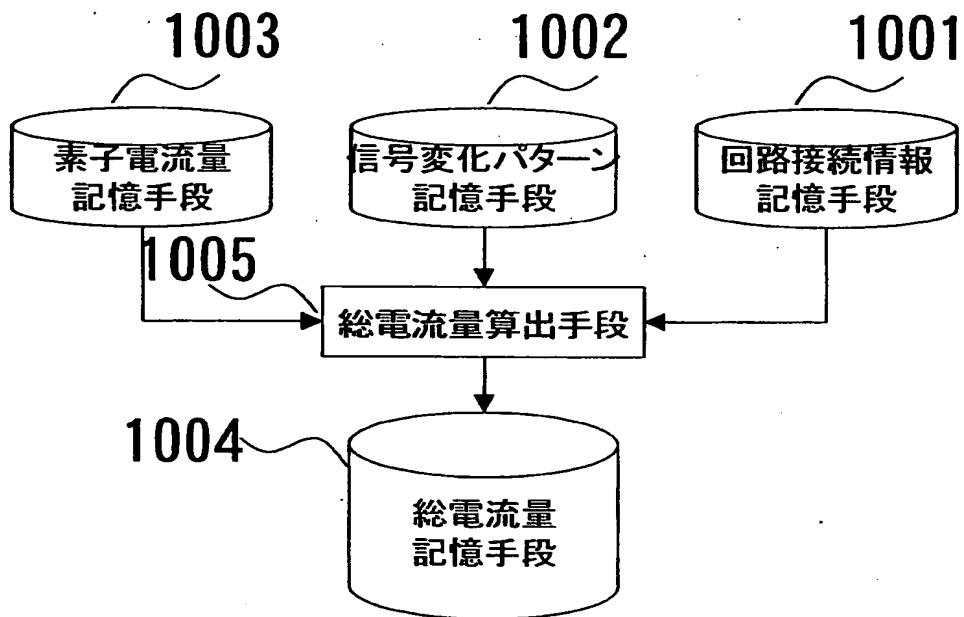 1003
1002
1001
素子電流量
記憶手段
信号変化パターン
記憶手段
回路接続情報
記憶手段
1005
総電流量算出手段
1004
総電流量
記憶手段